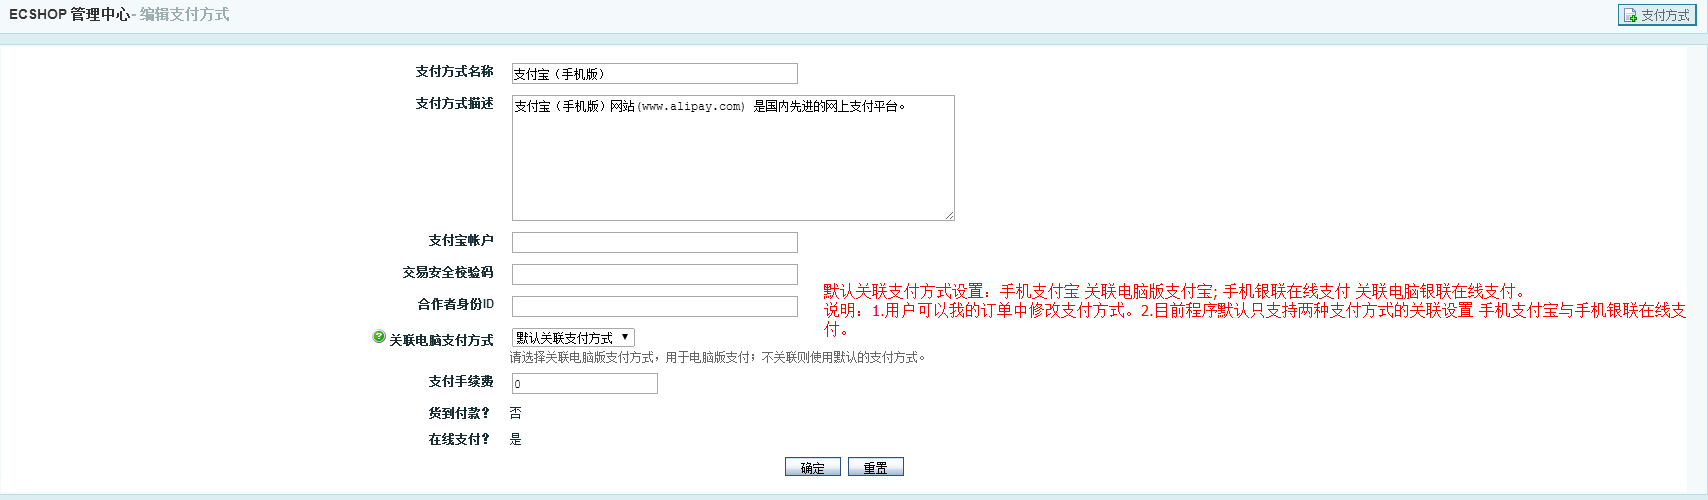 ECSHOP 管理中心 - 编辑支付方式
支付方式
支付方式名称 支付宝（手机版）
支付方式描述 支付宝（手机版）网站(www.alipay.com) 是国内先进的网上支付平台。
支付宝帐户
交易安全校验码
合作者身份ID
默认关联支付方式设置：手机支付宝 关联电脑版支付宝; 手机银联在线支付 关联电脑银联在线支付。
说明：1.用户可以我的订单中修改支付方式。2.目前程序默认只支持两种支付方式的关联设置 手机支付宝与手机银联在线支
付。
关联电脑支付方式 默认关联支付方式
请选择关联电脑版支付方式，用于电脑版支付；不关联则使用默认的支付方式。
支付手续费 0
货到付款？ 否
在线支付？ 是
确定 重置